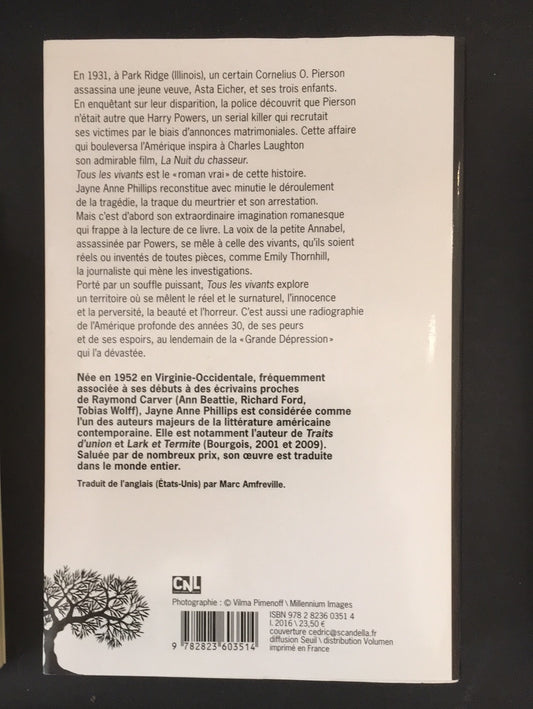 En 1931, à Park Ridge (Illinois), un certain Cornelius O. Pierson
assassina une jeune veuve, Asta Eicher, et ses trois enfants.
En enquêtant sur leur disparition, la police découvrit que Pierson
n'était autre que Harry Powers, un serial killer qui recrutait
ses victimes par le biais d'annonces matrimoniales. Cette affaire
qui bouleversa l'Amérique inspira à Charles Laughton
son admirable film, La Nuit du chasseur.
Tous les vivants est le « roman vrai » de cette histoire.
Jayne Anne Phillips reconstitue avec minutie le déroulement
de la tragédie, la traque du meurtrier et son arrestation.
Mais c'est d'abord son extraordinaire imagination romanesque
qui frappe à la lecture de ce livre. La voix de la petite Annabel,
assassinée par Powers, se mêle à celle des vivants, qu'ils soient
réels ou inventés de toutes pièces, comme Emily Thornhill,
la journaliste qui mène les investigations.
Porté par un souffle puissant, Tous les vivants explore
un territoire où se mêlent le réel et le surnaturel, l'innocence
et la perversité, la beauté et l'horreur. C'est aussi une radiographie
de l'Amérique profonde des années 30, de ses peurs
et de ses espoirs, au lendemain de la « Grande Dépression »
qui l'a dévastée.
Née en 1952 en Virginie-Occidentale, fréquemment
associée à ses débuts à des écrivains proches
de Raymond Carver (Ann Beattie, Richard Ford,
Tobias Wolff), Jayne Anne Phillips est considérée comme
l'un des auteurs majeurs de la littérature américaine
contemporaine. Elle est notamment l'auteur de Traits
d'union et Lark et Termite (Bourgois, 2001 et 2009).
Saluée par de nombreux prix, son œuvre est traduite
dans le monde entier.
Traduit de l'anglais (États-Unis) par Marc Amfreville.
CNL
Photographie : © Vilma Pimenoff \ Millennium Images
ISBN 978 2 8236 0351 4
I. 2016 / 23,50 €
couverture cedric@scandella.fr
diffusion Seuil / distribution Volumen
imprimé en France
9 782823 603514